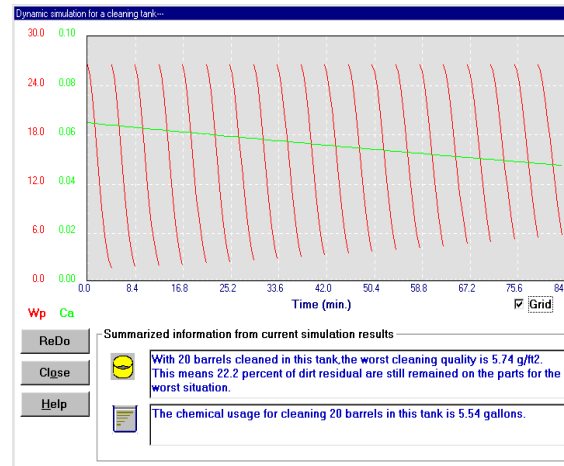 Dynamic simulation for a cleaning tank---
30.0 0.10
24.0 0.08
18.0 0.06
12.0 0.04
6.0 0.02
0.0 0.00
0.0 8.4 16.8 25.2 33.6 42.0 50.4 58.8 67.2 75.6 84
Time (min.)
Grid
Wp Ca
ReDo
Close
Help
Summarized information from current simulation results
With 20 barrels cleaned in this tank,the worst cleaning quality is 5.74 g/ft2.
This means 22.2 percent of dirt residual are still remained on the parts for the
worst situation.
The chemical usage for cleaning 20 barrels in this tank is 5.54 gallons.